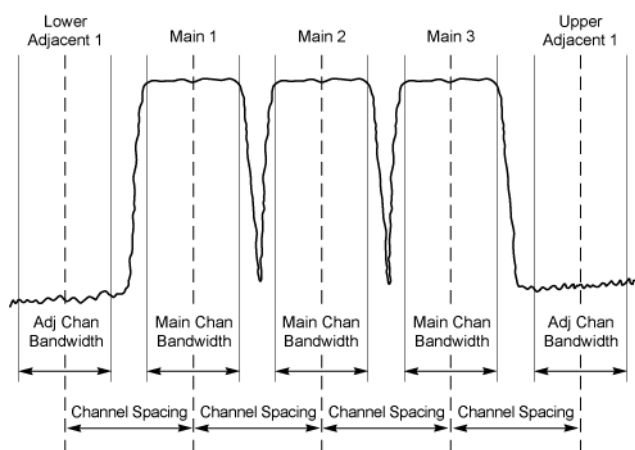 Lower
Adjacent 1
Main 1
Main 2
Main 3
Upper
Adjacent 1
Adj Chan
Bandwidth
Main Chan
Bandwidth
Main Chan
Bandwidth
Main Chan
Bandwidth
Adj Chan
Bandwidth
Channel Spacing
Channel Spacing
Channel Spacing
Channel Spacing